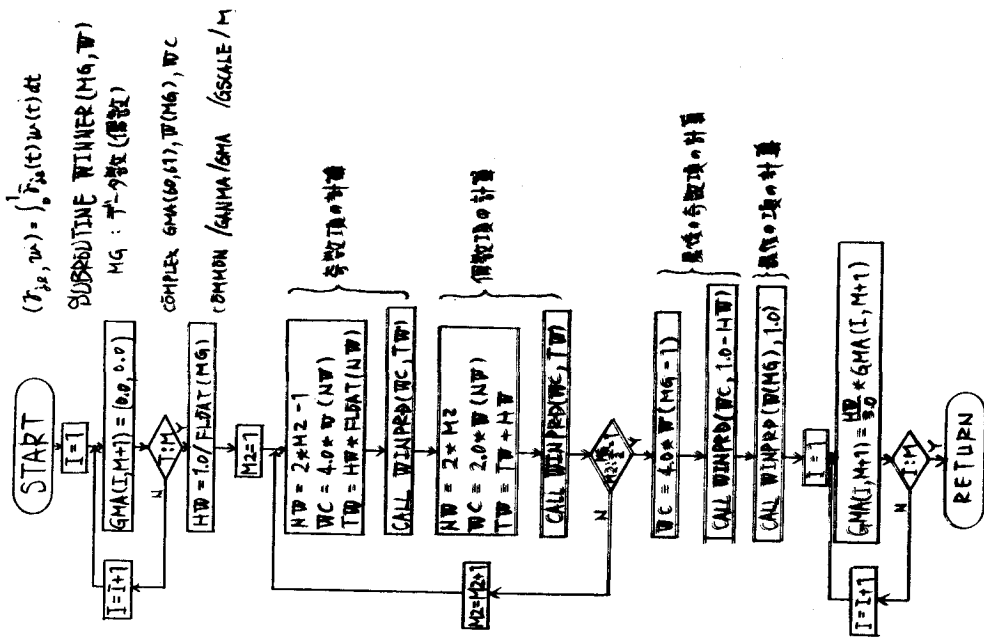 (γ̄_jk, w) = ∫₀¹ γ̄_jk(t) w(t) dt
SUBROUTINE WINNER(MG, W)
MG : データ数(偶数)
COMPLEX GMA(60,61), W(MG), WC
COMMON /GANMA/GMA /GSCALE/M
START
I=1
GMA(I,M+1) = (0.0, 0.0)
I:M
N
Y
I=I+1
HW = 1.0/FLOAT(MG)
M2=1
NW = 2*M2-1
WC = 4.0*W(NW)
TW = HW*FLOAT(NW)
CALL WINPRD(WC, TW)
奇数項の計算
NW = 2*M2
WC = 2.0*W(NW)
TW = TW+HW
CALL WINPRD(WC, TW)
偶数項の計算
M2:MG/2-1
N
Y
M2=M2+1
WC = 4.0*W(MG-1)
CALL WINPRD(WC, 1.0-HW)
最後の奇数項の計算
CALL WINPRD(W(MG), 1.0)
最後の項の計算
I=1
GMA(I,M+1) = HW/3.0 * GMA(I,M+1)
I:M
N
Y
I=I+1
RETURN